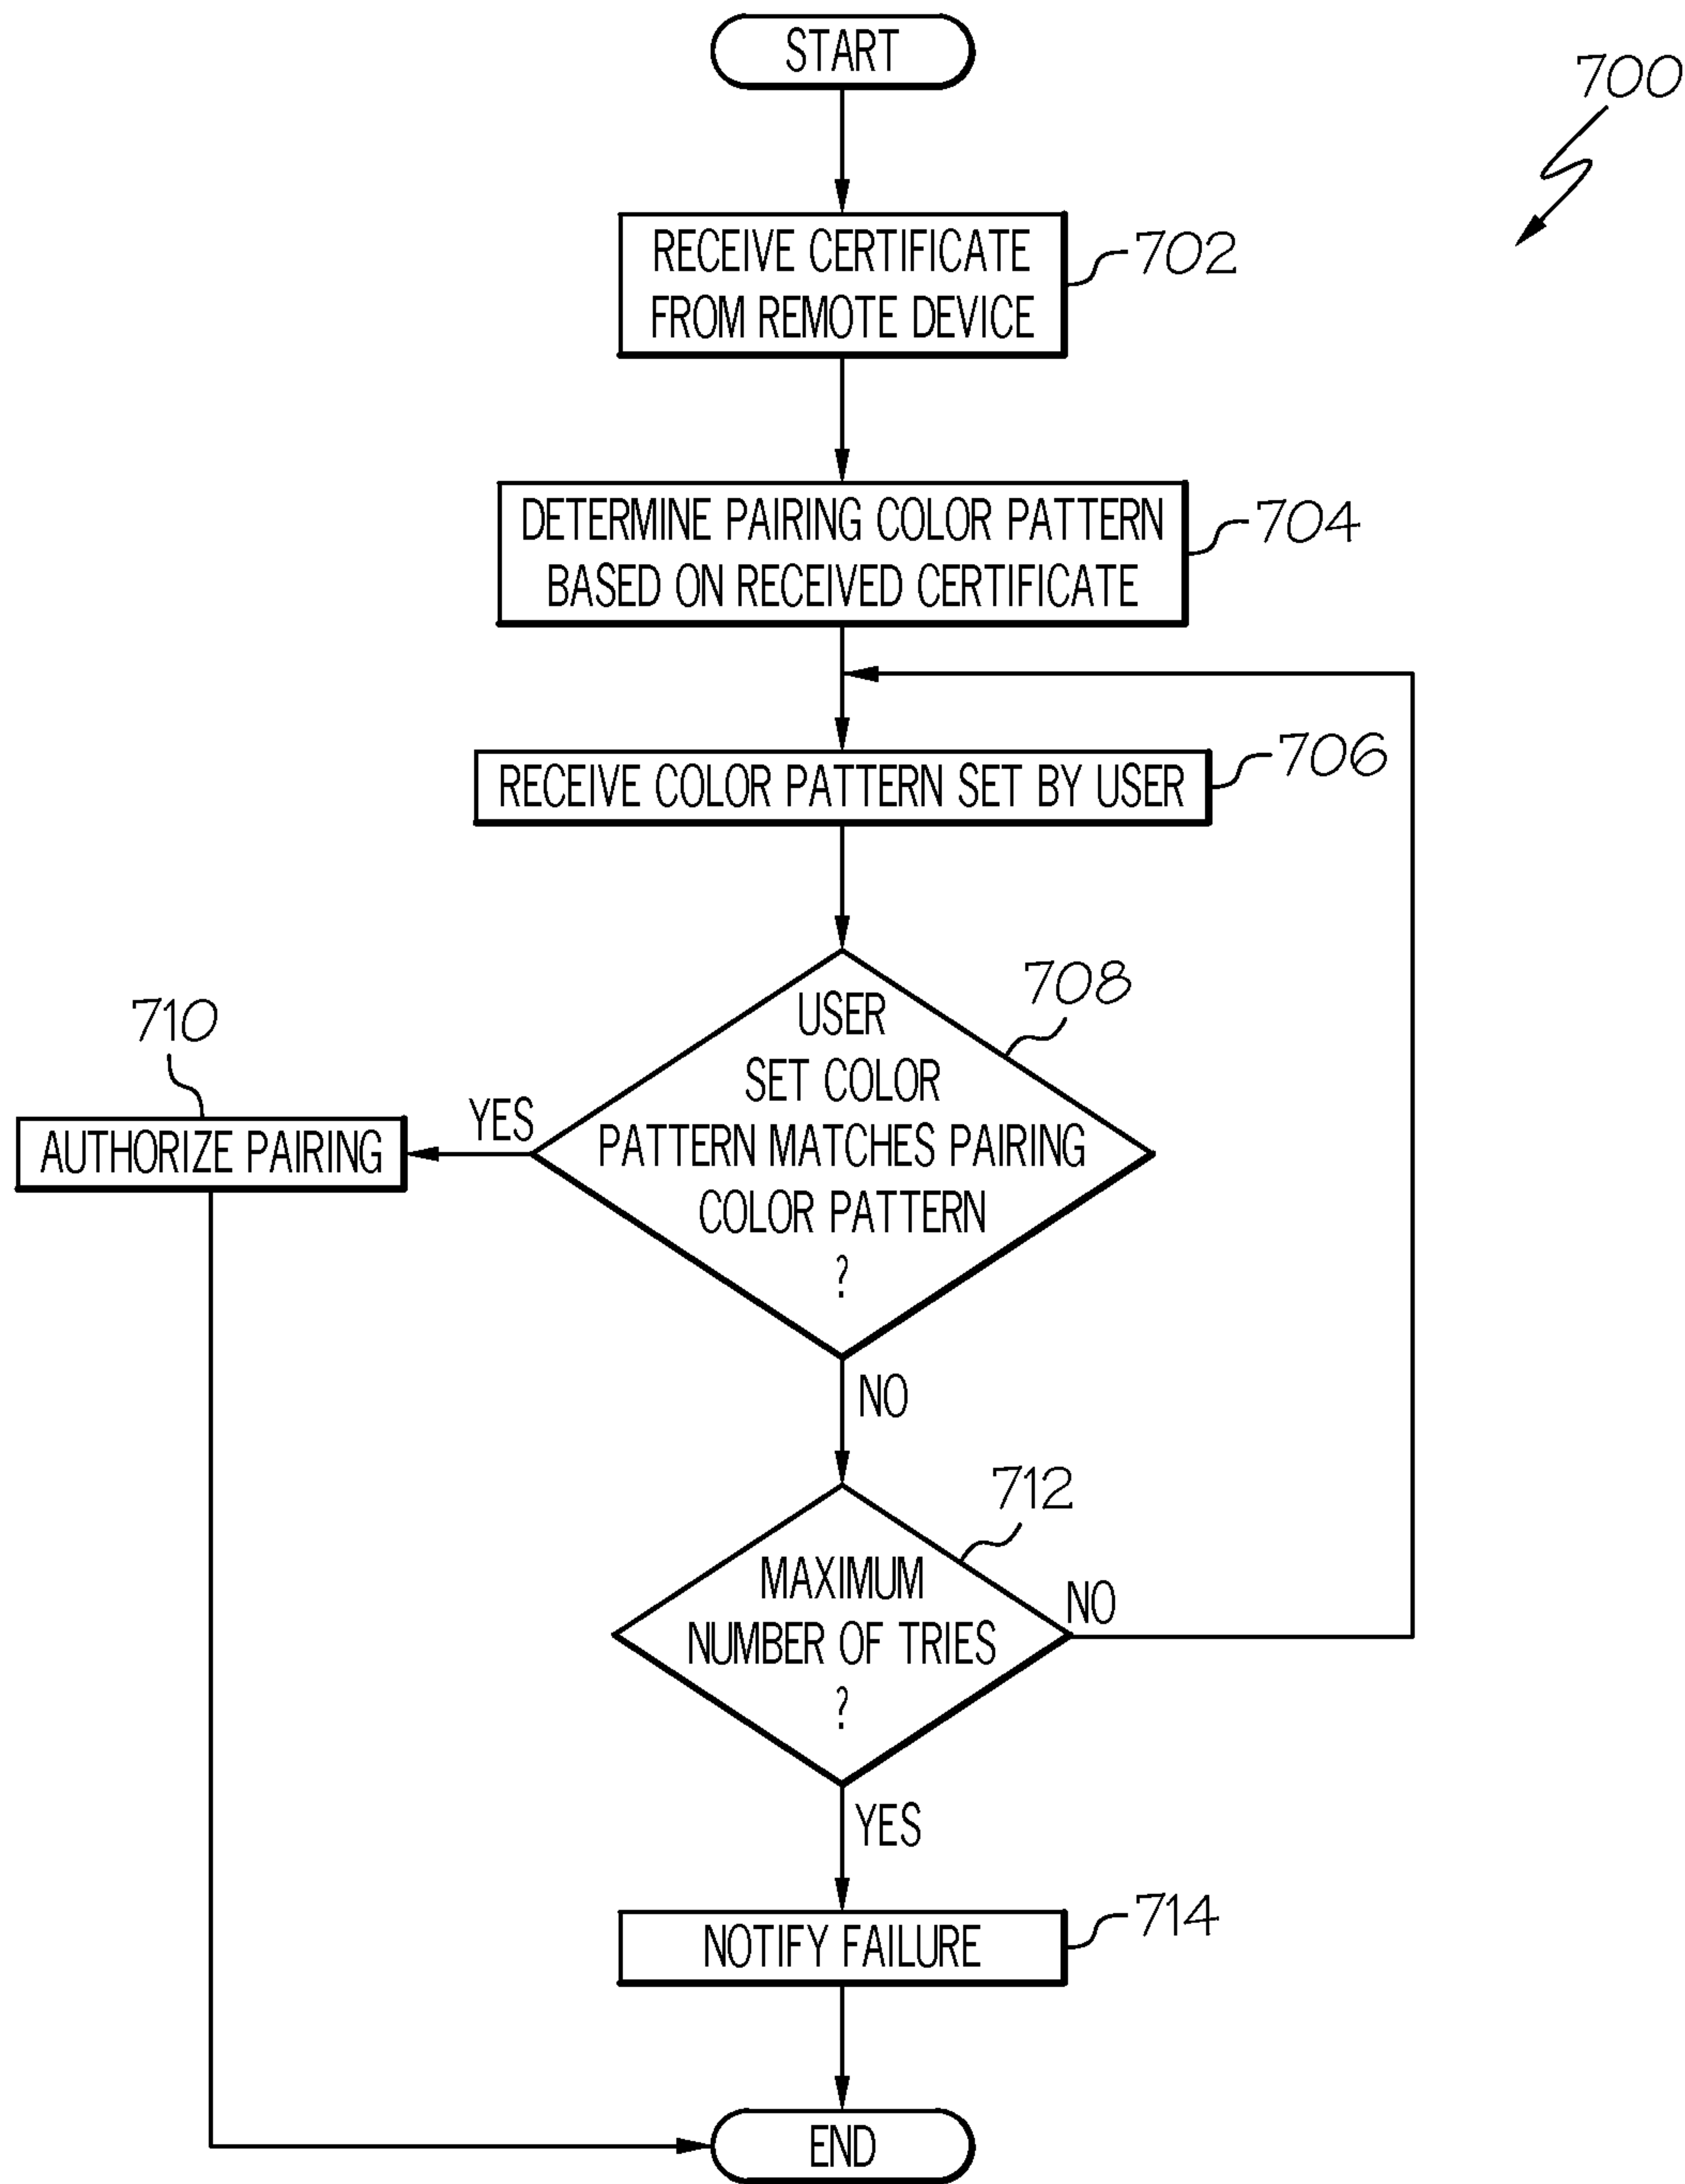 START
700
RECEIVE CERTIFICATE
FROM REMOTE DEVICE
702
DETERMINE PAIRING COLOR PATTERN
BASED ON RECEIVED CERTIFICATE
704
RECEIVE COLOR PATTERN SET BY USER
706
USER
SET COLOR
PATTERN MATCHES PAIRING
COLOR PATTERN
?
708
YES
710
AUTHORIZE PAIRING
NO
MAXIMUM
NUMBER OF TRIES
?
712
NO
YES
NOTIFY FAILURE
714
END